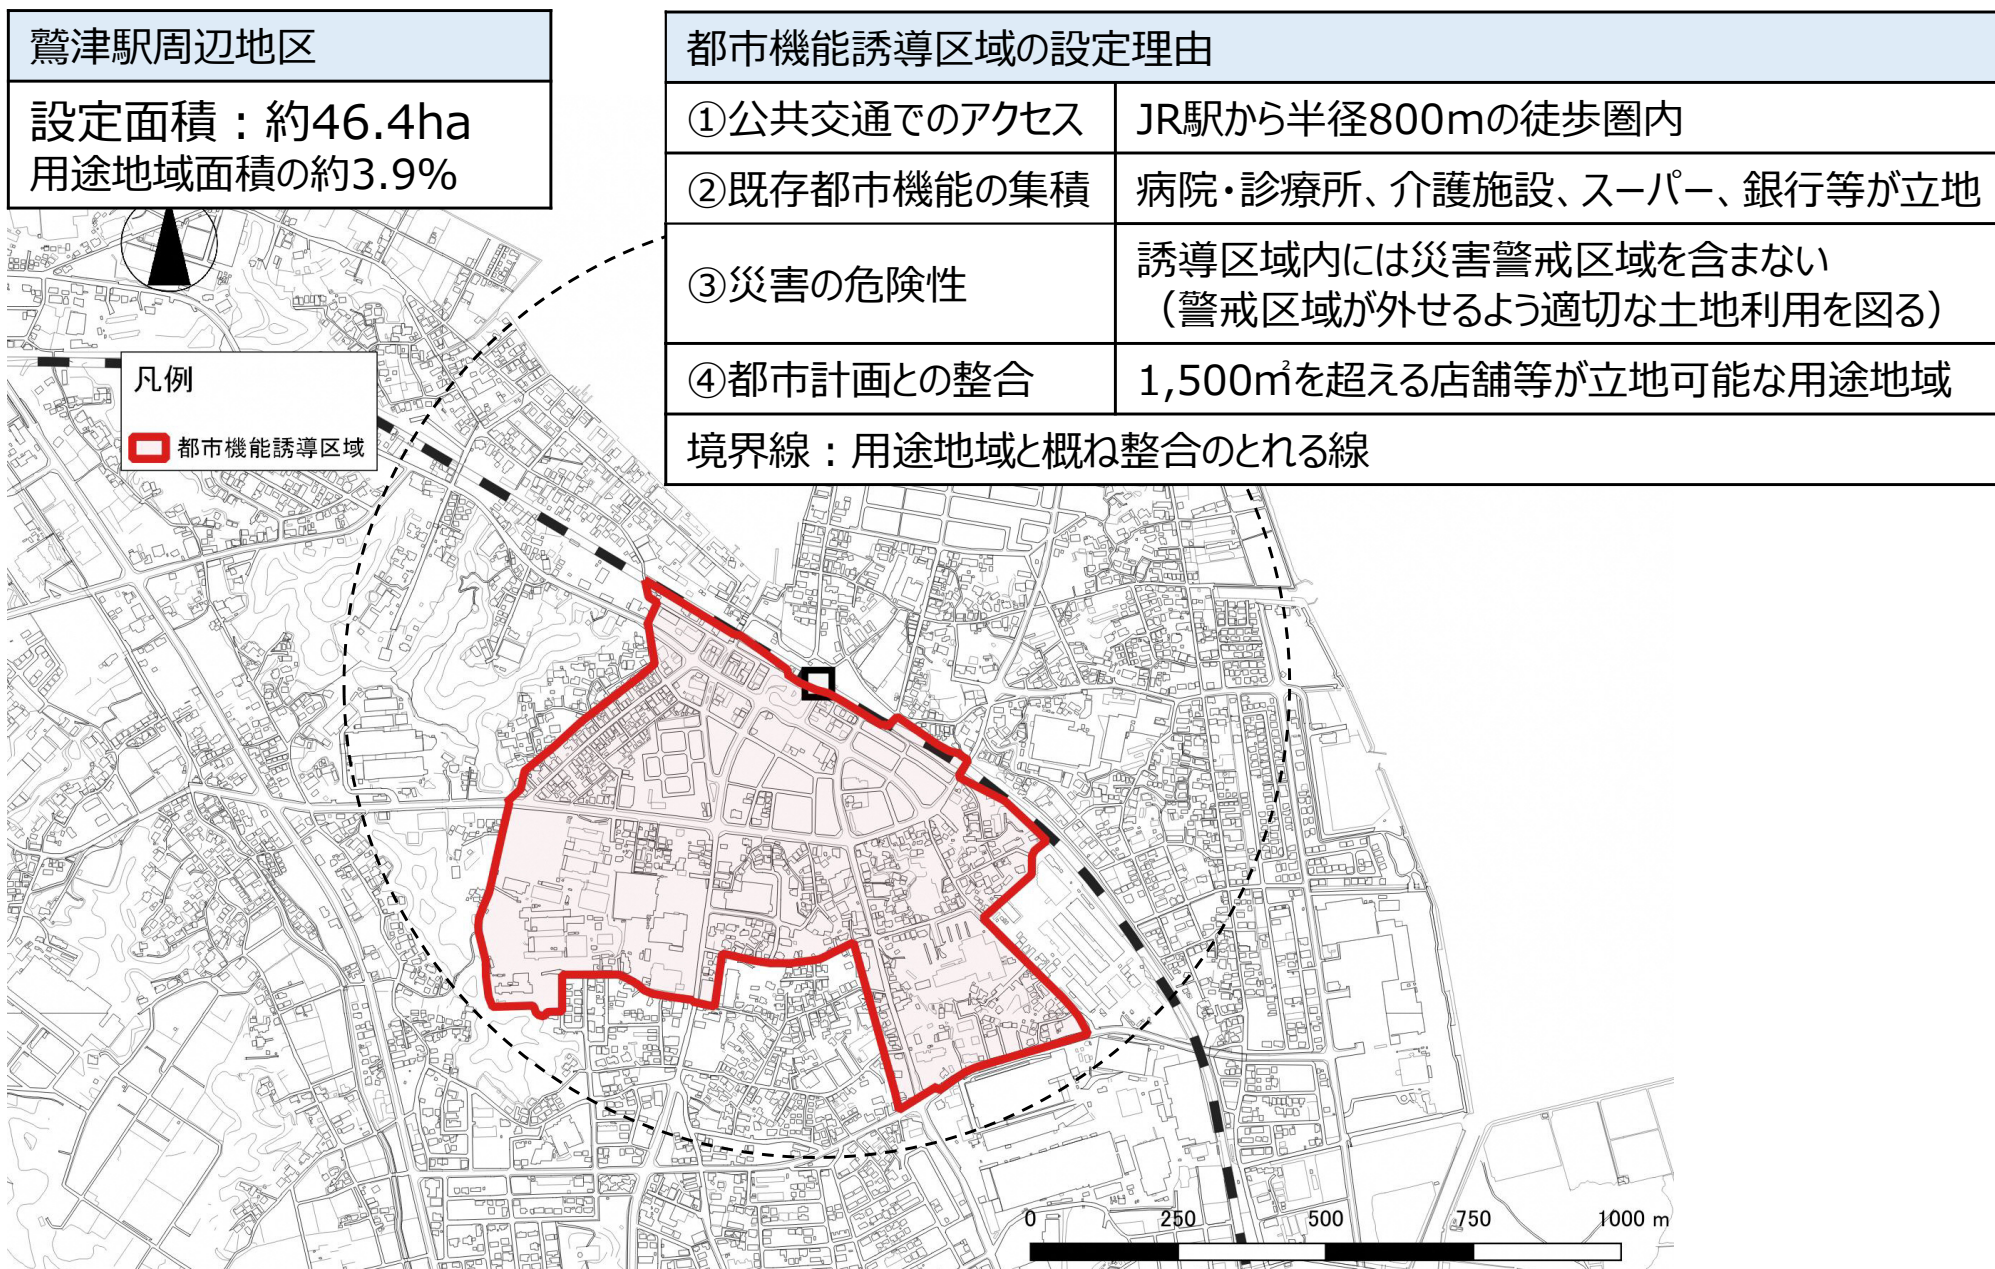 鷲津駅周辺地区
設定面積：約46.4ha
用途地域面積の約3.9%
都市機能誘導区域の設定理由
①公共交通でのアクセス
JR駅から半径800mの徒歩圏内
②既存都市機能の集積
病院・診療所、介護施設、スーパー、銀行等が立地
③災害の危険性
誘導区域内には災害警戒区域を含まない
（警戒区域が外せるよう適切な土地利用を図る）
④都市計画との整合
1,500㎡を超える店舗等が立地可能な用途地域
境界線：用途地域と概ね整合のとれる線
凡例
都市機能誘導区域
0 250 500 750 1000 m